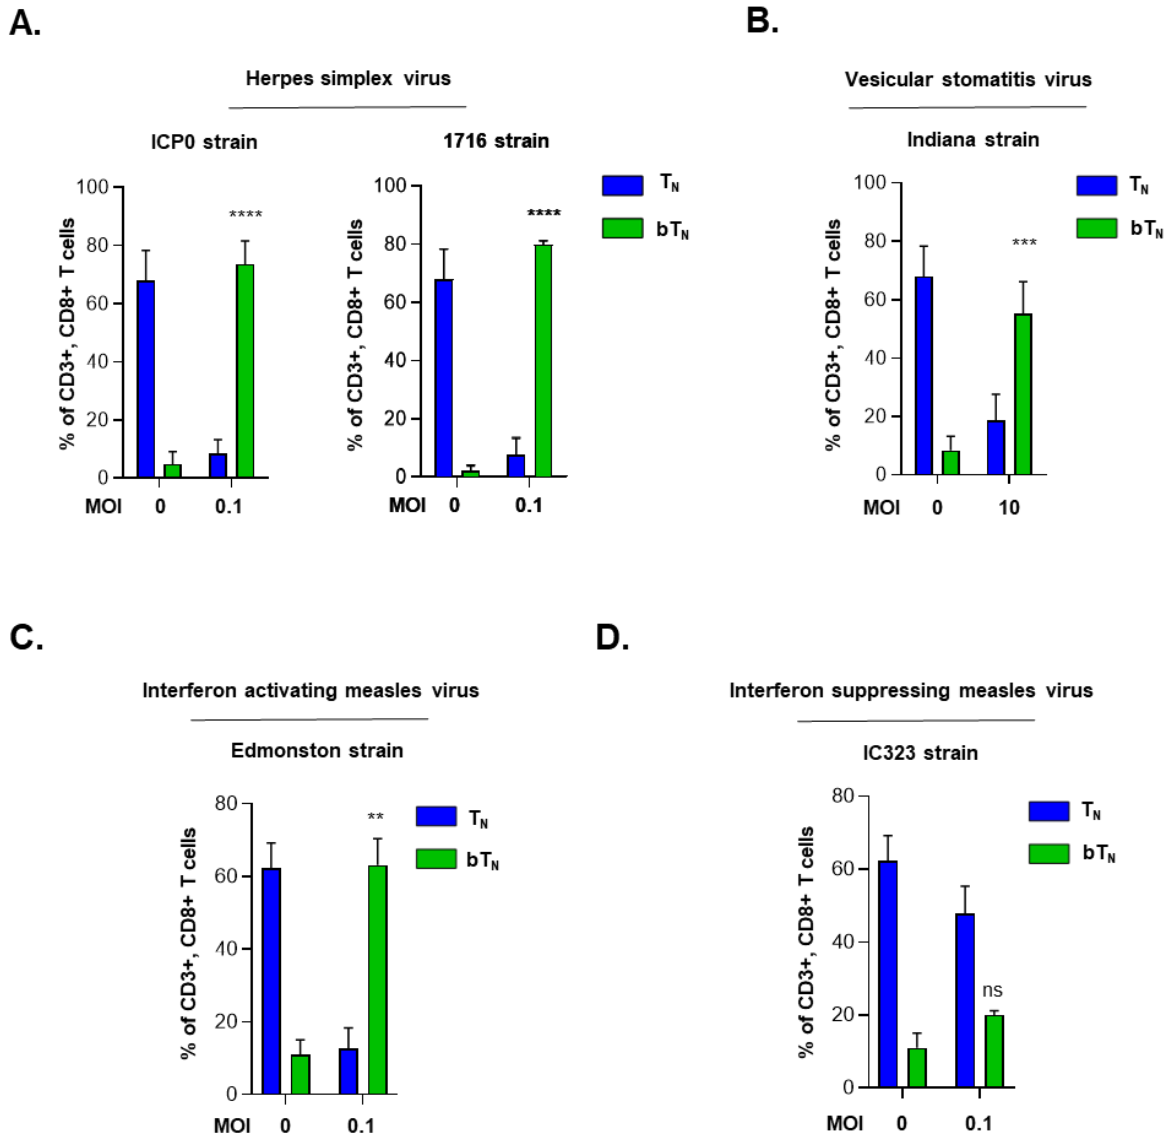 A.
Herpes simplex virus
ICP0 strain
1716 strain
% of CD3+, CD8+ T cells
100
80
60
40
20
0
****
MOI 0 0.1
% of CD3+, CD8+ T cells
100
80
60
40
20
0
****
MOI 0 0.1
TN
bTN
B.
Vesicular stomatitis virus
Indiana strain
% of CD3+, CD8+ T cells
100
80
60
40
20
0
***
MOI 0 10
TN
bTN
C.
Interferon activating measles virus
Edmonston strain
% of CD3+, CD8+ T cells
80
60
40
20
0
**
MOI 0 0.1
TN
bTN
D.
Interferon suppressing measles virus
IC323 strain
% of CD3+, CD8+ T cells
80
60
40
20
0
ns
MOI 0 0.1
TN
bTN